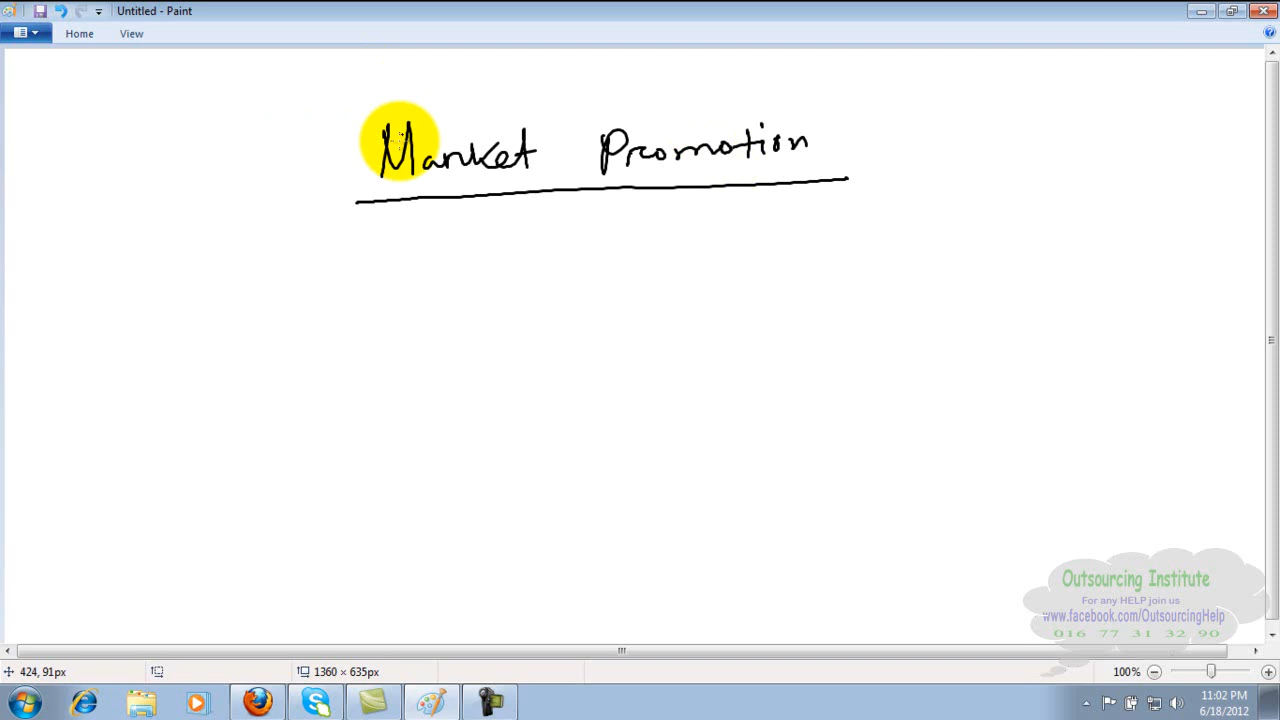 Untitled - Paint
Home View
Market Promotion
Outsourcing Institute
For any HELP join us
www.facebook.com/OutsourcingHelp
016 77 31 32 90
424, 91px
1360 × 635px
100%
11:02 PM
6/18/2012